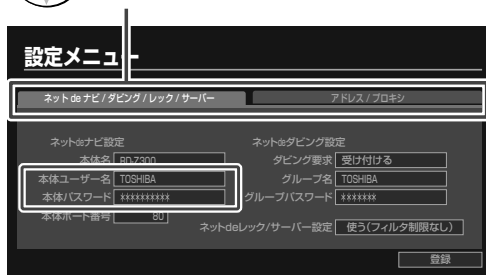 設定メニュー
ネット de ナビ / ダビング / レック / サーバー
アドレス / プロキシ
ネットdeナビ設定
ネットdeダビング設定
本体名 RD-Z300
ダビング要求 受け付ける
本体ユーザー名 TOSHIBA
グループ名 TOSHIBA
本体パスワード **********
グループパスワード *******
本体ポート番号 80
ネットdeレック/サーバー設定 使う(フィルタ制限なし)
登録